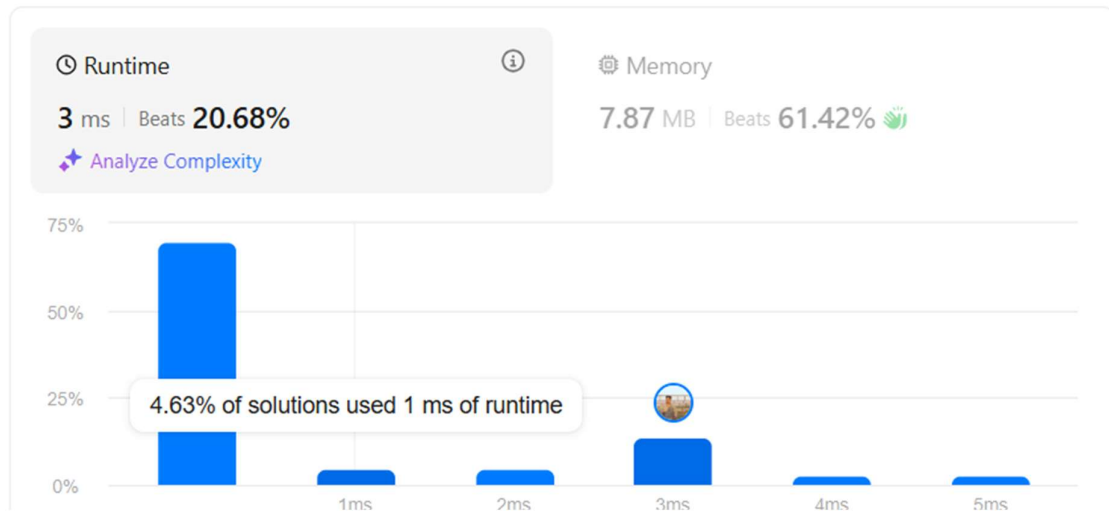 Runtime
3 ms | Beats 20.68%
Analyze Complexity
Memory
7.87 MB | Beats 61.42%
75%
50%
25%
0%
4.63% of solutions used 1 ms of runtime
1ms
2ms
3ms
4ms
5ms